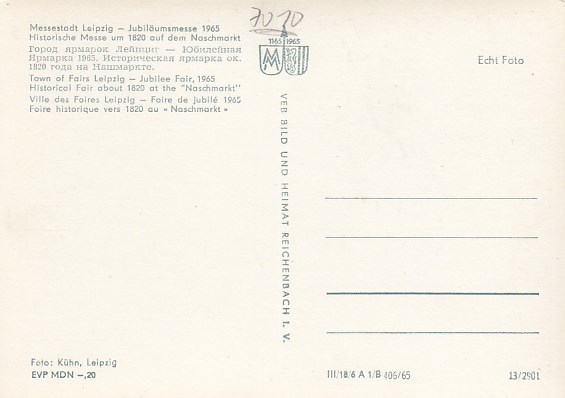 7010
Messestadt Leipzig – Jubiläumsmesse 1965
Historische Messe um 1820 auf dem Naschmarkt
Город ярмарок Лейпциг — Юбилейная
Ярмарка 1965. Историческая ярмарка ок.
1820 года на Нашмаркте.
Town of Fairs Leipzig – Jubilee Fair, 1965
Historical Fair about 1820 at the "Naschmarkt"
Ville des Foires Leipzig – Foire de Jubilé 1965
Foire historique vers 1820 au « Naschmarkt »
1165 1965
MM
Echt Foto
VEB BILD UND HEIMAT REICHENBACH I. V.
Foto: Kühn, Leipzig
EVP MDN –,20
III/18/6 A 1/B 406/65
13/2901